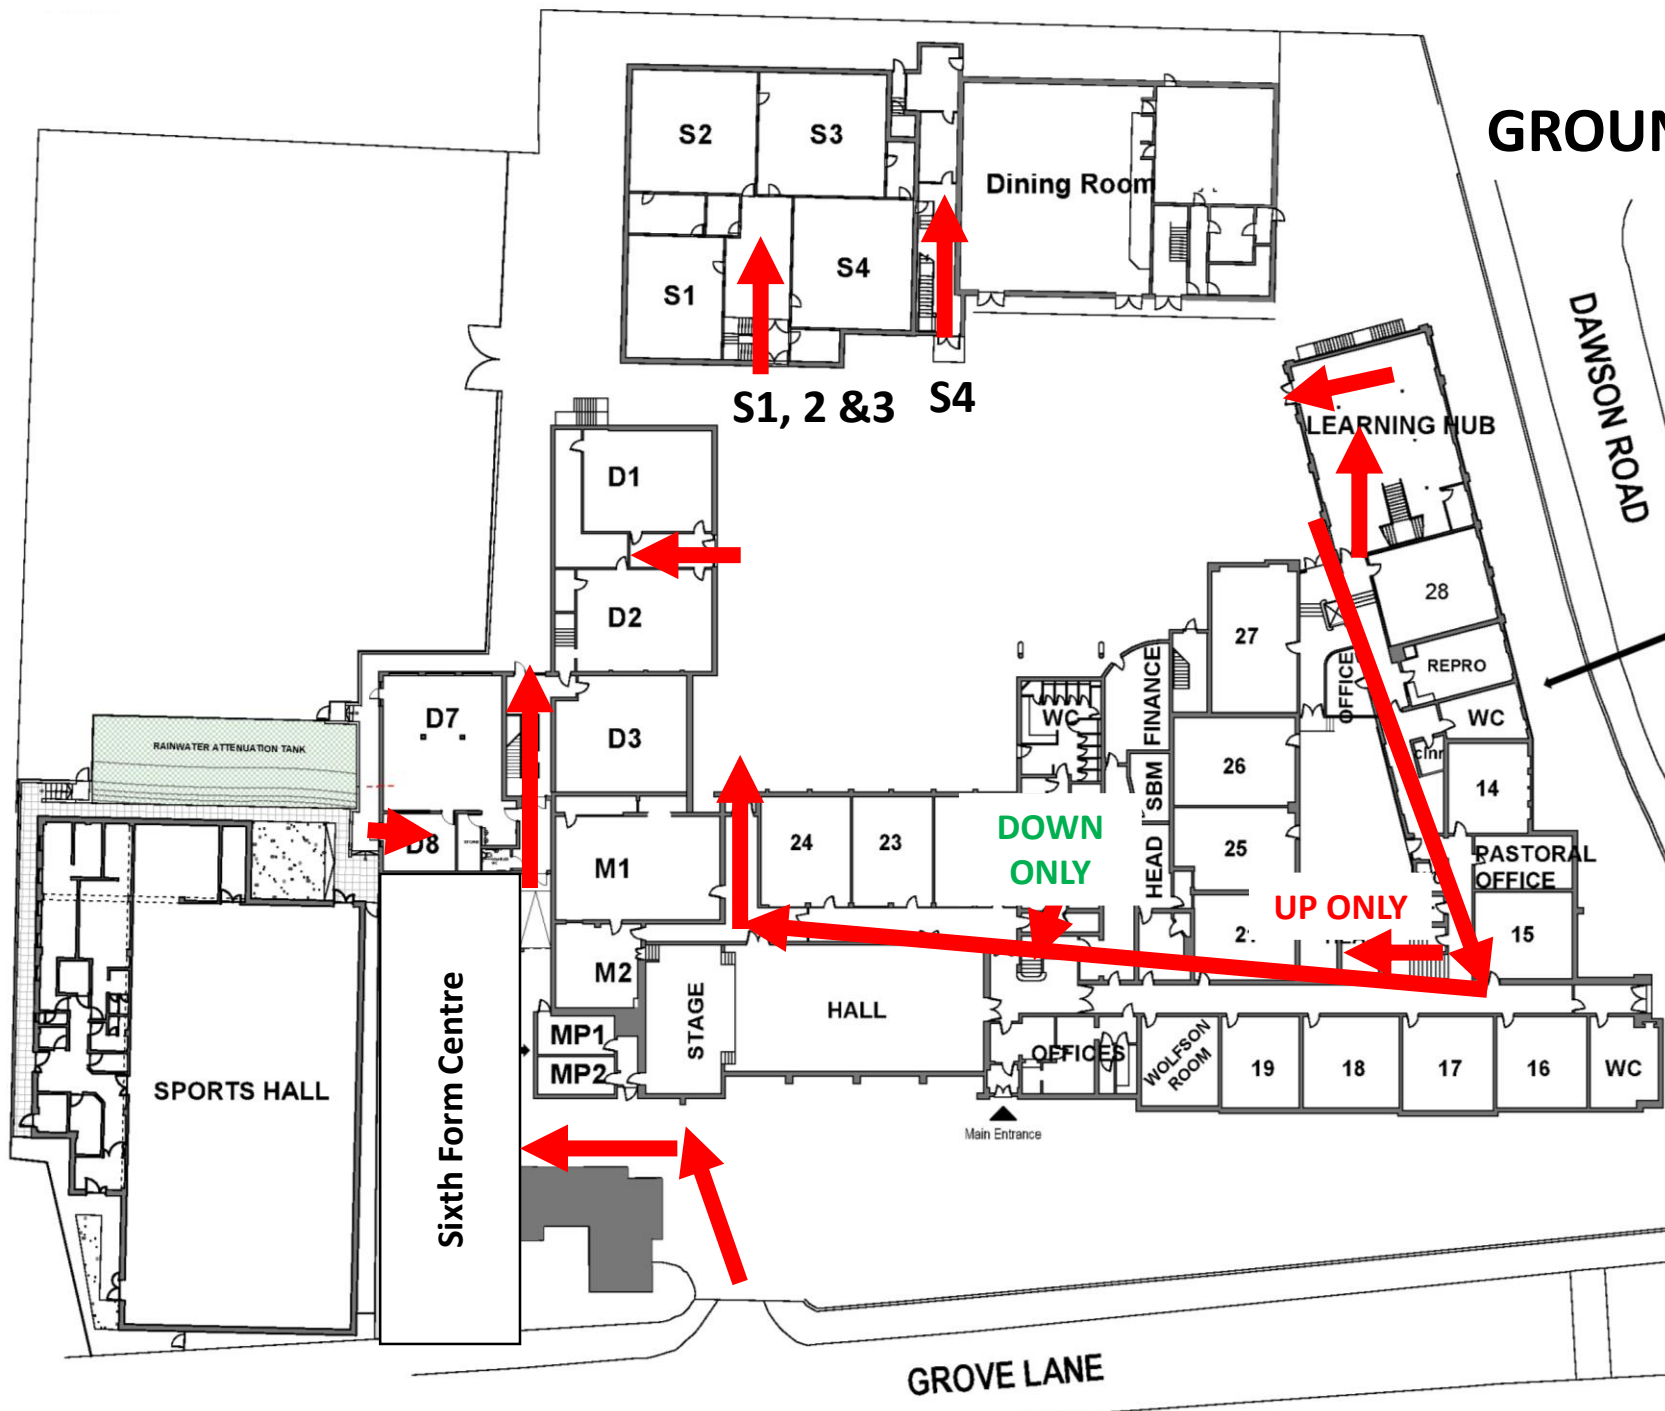 GROUN
S2
S3
Dining Room
S4
S1
S1, 2 &3
S4
DAWSON ROAD
LEARNING HUB
D1
D2
28
27
REPRO
OFFICE
FINANCE
WC
WC
D7
D3
RAINWATER ATTENUATION TANK
26
SBM
14
24
23
DOWN
ONLY
D8
M1
25
HEAD
PASTORAL
OFFICE
UP ONLY
15
M2
HALL
STAGE
MP1
MP2
OFFICES
WOLFSON
ROOM
19
18
17
16
WC
SPORTS HALL
Sixth Form Centre
Main Entrance
GROVE LANE